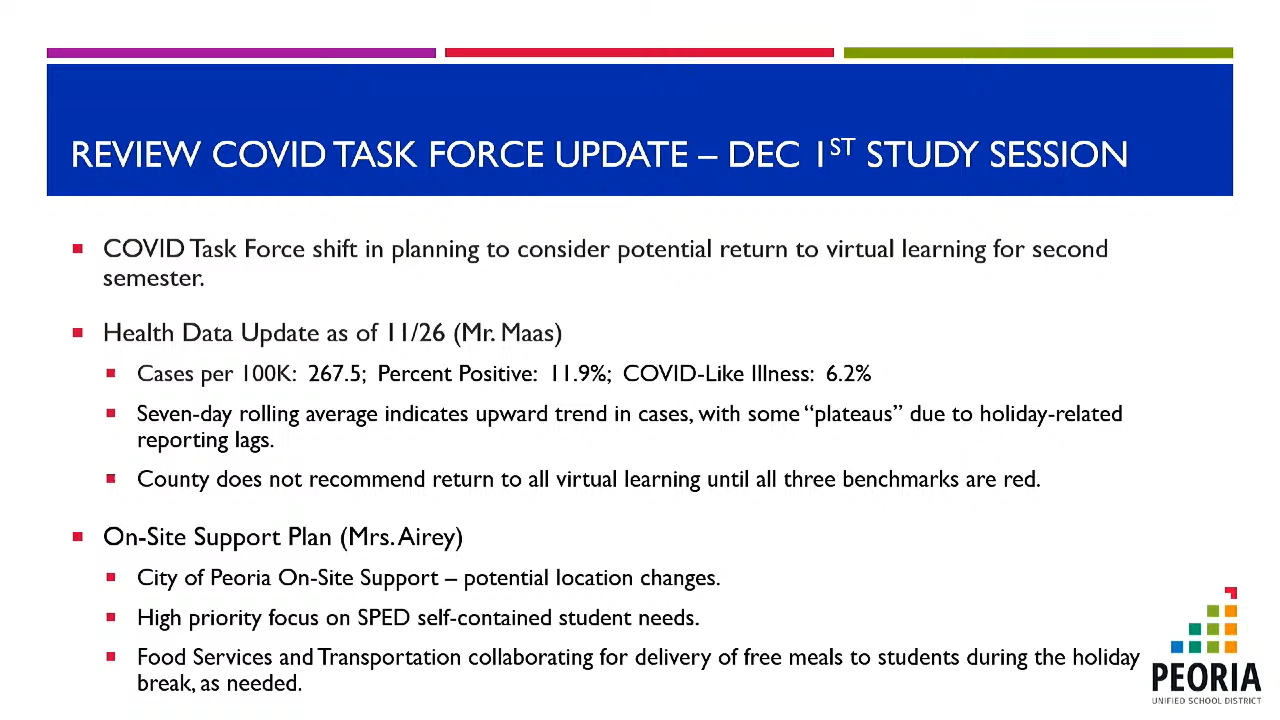 REVIEW COVID TASK FORCE UPDATE – DEC 1ST STUDY SESSION
COVID Task Force shift in planning to consider potential return to virtual learning for second
semester.
Health Data Update as of 11/26 (Mr. Maas)
Cases per 100K: 267.5; Percent Positive: 11.9%; COVID-Like Illness: 6.2%
Seven-day rolling average indicates upward trend in cases, with some “plateaus” due to holiday-related
reporting lags.
County does not recommend return to all virtual learning until all three benchmarks are red.
On-Site Support Plan (Mrs. Airey)
City of Peoria On-Site Support – potential location changes.
High priority focus on SPED self-contained student needs.
Food Services and Transportation collaborating for delivery of free meals to students during the holiday
break, as needed.
PEORIA
UNIFIED SCHOOL DISTRICT